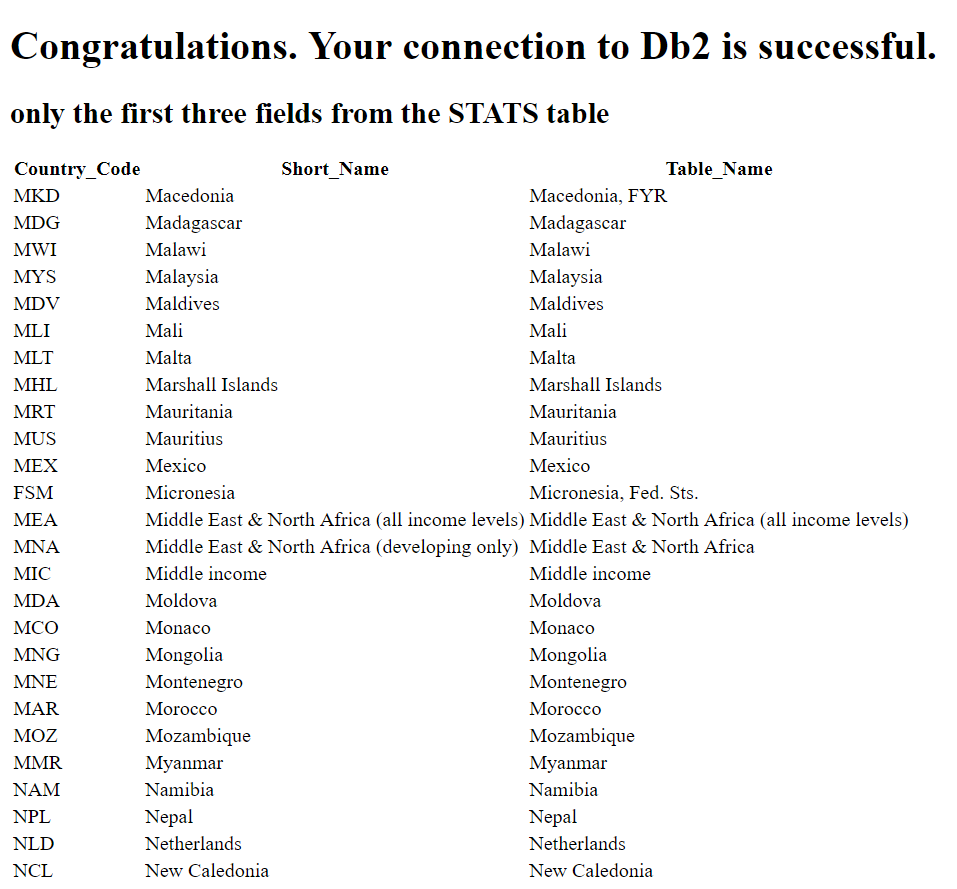 Congratulations. Your connection to Db2 is successful.
only the first three fields from the STATS table
Country_Code Short_Name Table_Name
MKD Macedonia Macedonia, FYR
MDG Madagascar Madagascar
MWI Malawi Malawi
MYS Malaysia Malaysia
MDV Maldives Maldives
MLI Mali Mali
MLT Malta Malta
MHL Marshall Islands Marshall Islands
MRT Mauritania Mauritania
MUS Mauritius Mauritius
MEX Mexico Mexico
FSM Micronesia Micronesia, Fed. Sts.
MEA Middle East & North Africa (all income levels) Middle East & North Africa (all income levels)
MNA Middle East & North Africa (developing only) Middle East & North Africa
MIC Middle income Middle income
MDA Moldova Moldova
MCO Monaco Monaco
MNG Mongolia Mongolia
MNE Montenegro Montenegro
MAR Morocco Morocco
MOZ Mozambique Mozambique
MMR Myanmar Myanmar
NAM Namibia Namibia
NPL Nepal Nepal
NLD Netherlands Netherlands
NCL New Caledonia New Caledonia